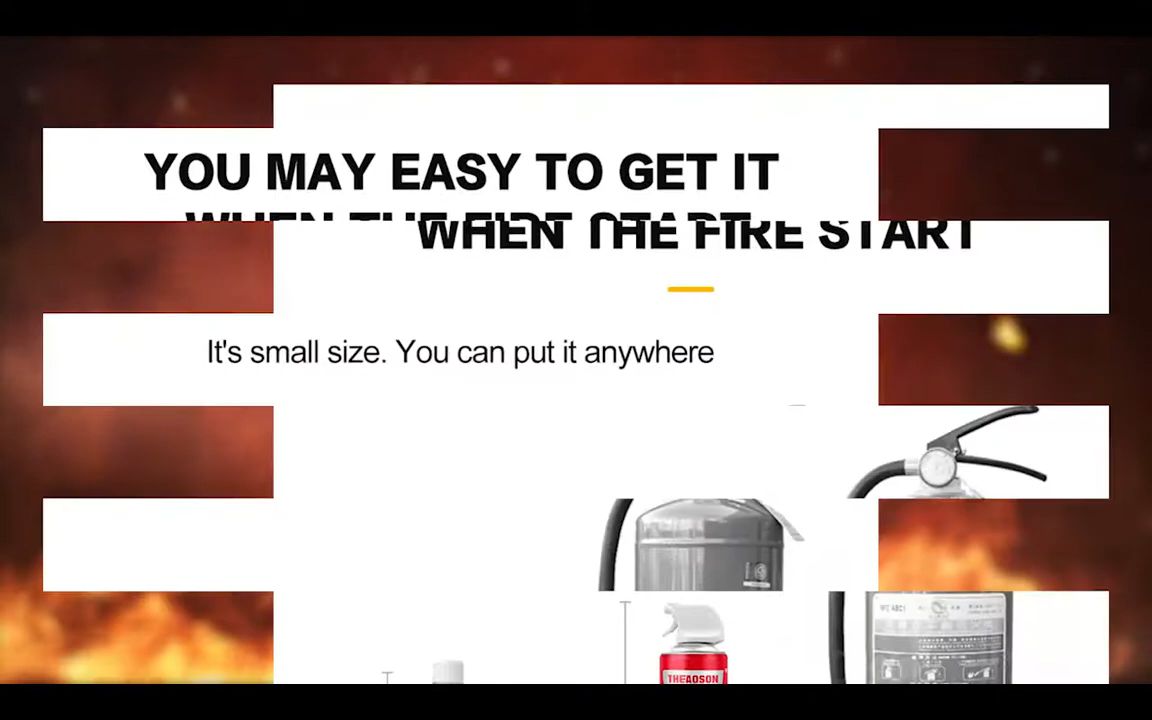 YOU MAY EASY TO GET IT
WHEN THE FIRE START
It's small size. You can put it anywhere
THEAOSON